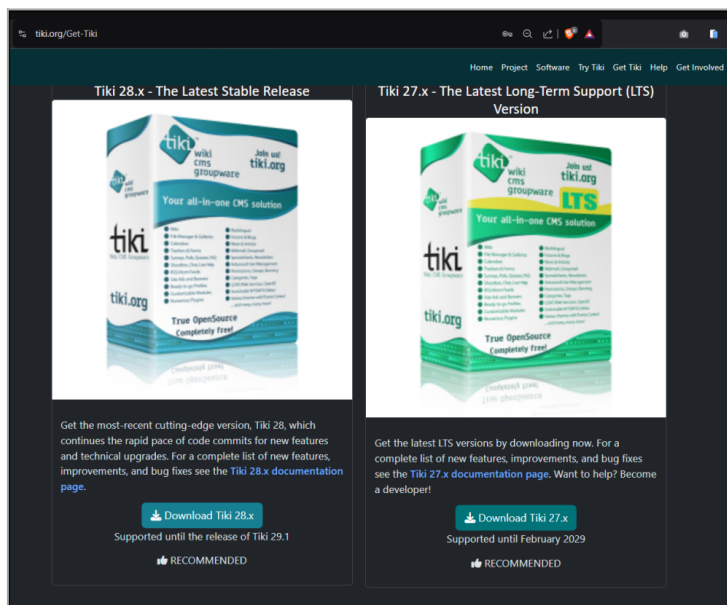 tiki.org/Get-Tiki
Home Project Software Try Tiki Get Tiki Help Get Involved
Tiki 28.x - The Latest Stable Release
tiki
wiki
cms
groupware
Join us!
tiki.org
Your all-in-one CMS solution
tiki
tiki.org
True OpenSource
Completely free!
Get the most-recent cutting-edge version, Tiki 28, which
continues the rapid pace of code commits for new features
and technical upgrades. For a complete list of new features,
improvements, and bug fixes see the Tiki 28.x documentation
page.
Download Tiki 28.x
Supported until the release of Tiki 29.1
RECOMMENDED
Tiki 27.x - The Latest Long-Term Support (LTS)
Version
tiki
wiki
cms
groupware
Join us!
tiki.org
LTS
Your all-in-one CMS solution
tiki
tiki.org
True OpenSource
Completely free!
Get the latest LTS versions by downloading now. For a
complete list of new features, improvements, and bug fixes
see the Tiki 27.x documentation page. Want to help? Become
a developer!
Download Tiki 27.x
Supported until February 2029
RECOMMENDED